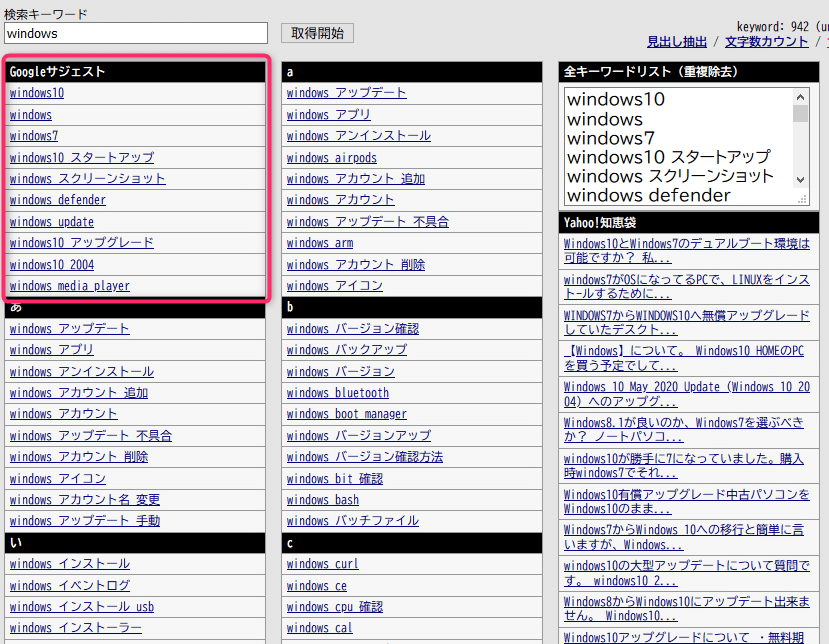 検索キーワード
windows
取得開始
keyword: 942 (un
見出し抽出 / 文字数カウント /
Googleサジェスト
windows10
windows
windows7
windows10 スタートアップ
windows スクリーンショット
windows defender
windows update
windows10 アップグレード
windows10 2004
windows media player
あ
windows アップデート
windows アプリ
windows アンインストール
windows アカウント 追加
windows アカウント
windows アップデート 不具合
windows アカウント 削除
windows アイコン
windows アカウント名 変更
windows アップデート 手動
い
windows インストール
windows イベントログ
windows インストール usb
windows インストーラー
a
windows アップデート
windows アプリ
windows アンインストール
windows airpods
windows アカウント 追加
windows アカウント
windows アップデート 不具合
windows arm
windows アカウント 削除
windows アイコン
b
windows バージョン確認
windows バックアップ
windows バージョン
windows bluetooth
windows boot manager
windows バージョンアップ
windows バージョン確認方法
windows bit 確認
windows bash
windows バッチファイル
c
windows curl
windows ce
windows cpu 確認
windows cal
全キーワードリスト（重複除去）
windows10
windows
windows7
windows10 スタートアップ
windows スクリーンショット
windows defender
Yahoo!知恵袋
Windows10とWindows7のデュアルブート環境は
可能ですか？ 私...
windows7がOSになってるPCで、LINUXをインス
トールするために...
WINDOWS7からWINDOWS10へ無償アップグレード
していたデスクト...
【Windows】について。 Windows10 HOMEのPC
を買う予定でして...
Windows 10 May 2020 Update (Windows 10 20
04) へのアップグ...
Windows8.1が良いのか、Windows7を選ぶべき
か？ ノートパソコ...
windows10が勝手に7になっていました。購入
時windows7でそれ...
Windows10有償アップグレード中古パソコンを
Windows10のまま...
Windows7からWindows 10への移行と簡単に言
いますが、Windows...
windows10の大型アップデートについて質問で
す。 windows10 2...
Windows8からWindows10にアップデート出来ま
せん。 Windows10...
Windows10アップグレードについて ・無料期